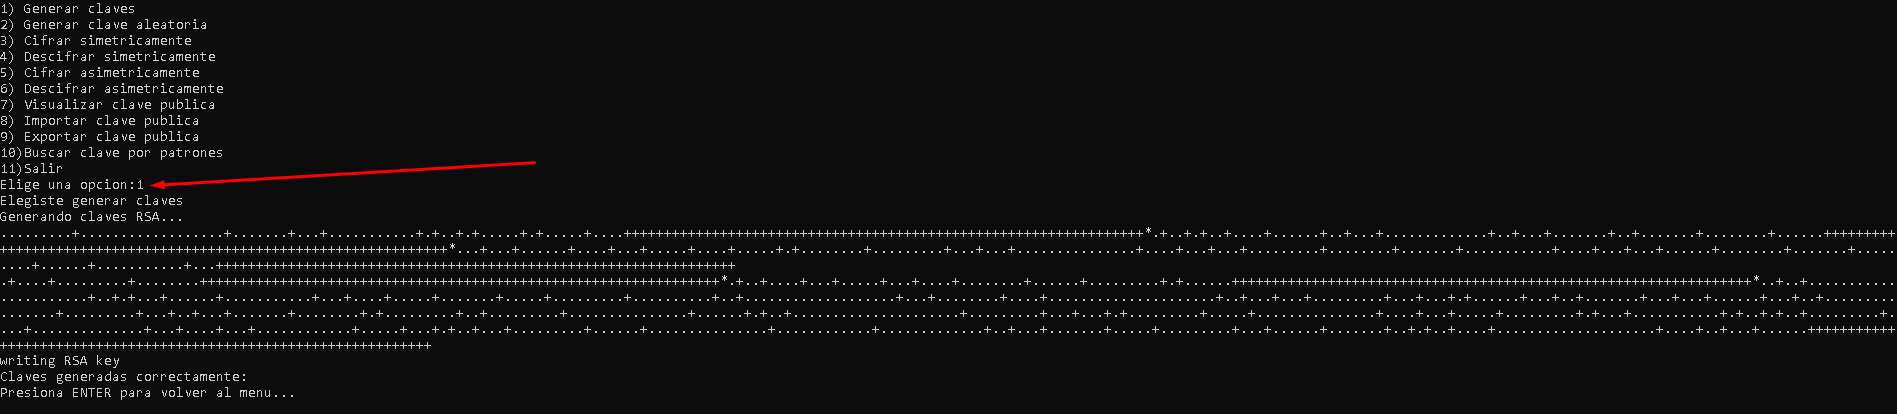 1) Generar claves
2) Generar clave aleatoria
3) Cifrar simetricamente
4) Descifrar simetricamente
5) Cifrar asimetricamente
6) Descifrar asimetricamente
7) Visualizar clave publica
8) Importar clave publica
9) Exportar clave publica
10)Buscar clave por patrones
11)Salir
Elige una opcion:1
Elegiste generar claves
Generando claves RSA...
writing RSA key
Claves generadas correctamente:
Presiona ENTER para volver al menu...